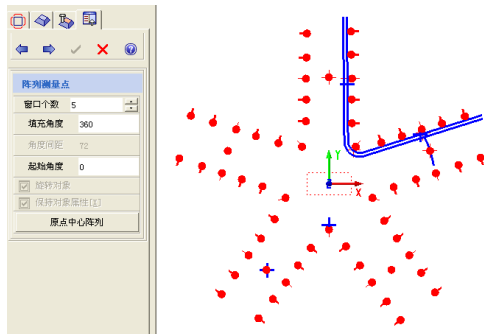 阵列测量点
窗口个数 5
填充角度 360
角度间距 72
起始角度 0
旋转对象
保持对象属性[I]
原点中心阵列
Y
X